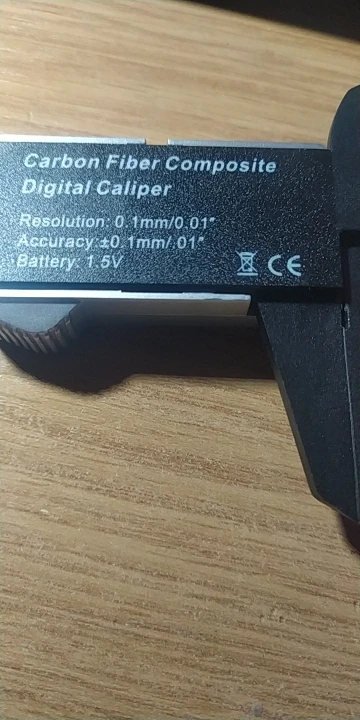 Carbon Fiber Composite
Digital Caliper
Resolution: 0.1mm/0.01"
Accuracy: ±0.1mm/.01"
Battery: 1.5V
CE